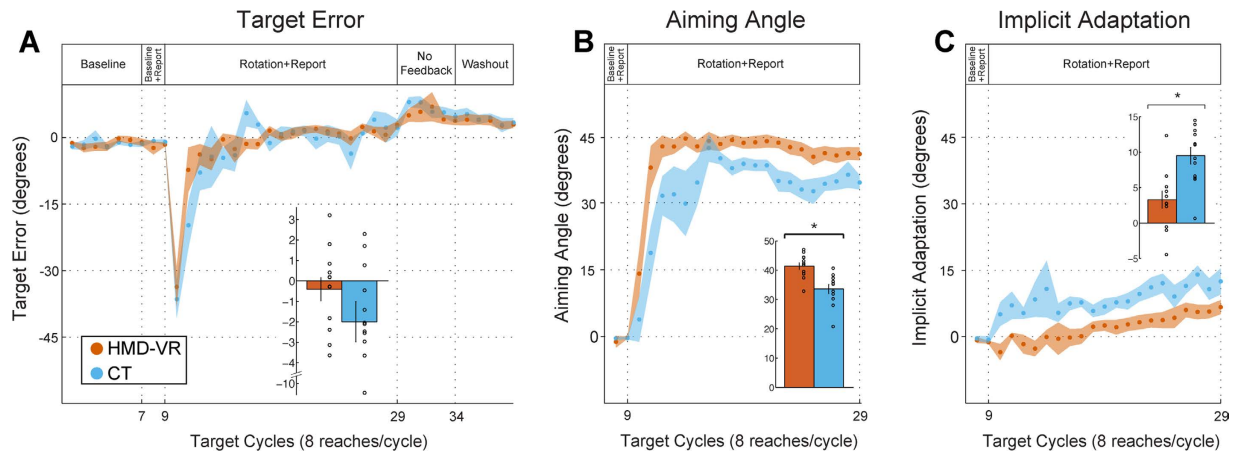 Target Error
Aiming Angle
Implicit Adaptation
A
Baseline
Baseline
+Report
Rotation+Report
No
Feedback
Washout
Target Error (degrees)
0
-15
-30
-45
3
2
1
0
-1
-2
-3
-4
-10
HMD-VR
CT
7
9
29
34
Target Cycles (8 reaches/cycle)
B
Baseline
+Report
Rotation+Report
Aiming Angle (degrees)
45
30
15
0
*
50
40
30
20
10
0
9
29
Target Cycles (8 reaches/cycle)
C
Baseline
+Report
Rotation+Report
Implicit Adaptation (degrees)
45
30
15
0
*
15
10
5
0
-5
9
29
Target Cycles (8 reaches/cycle)